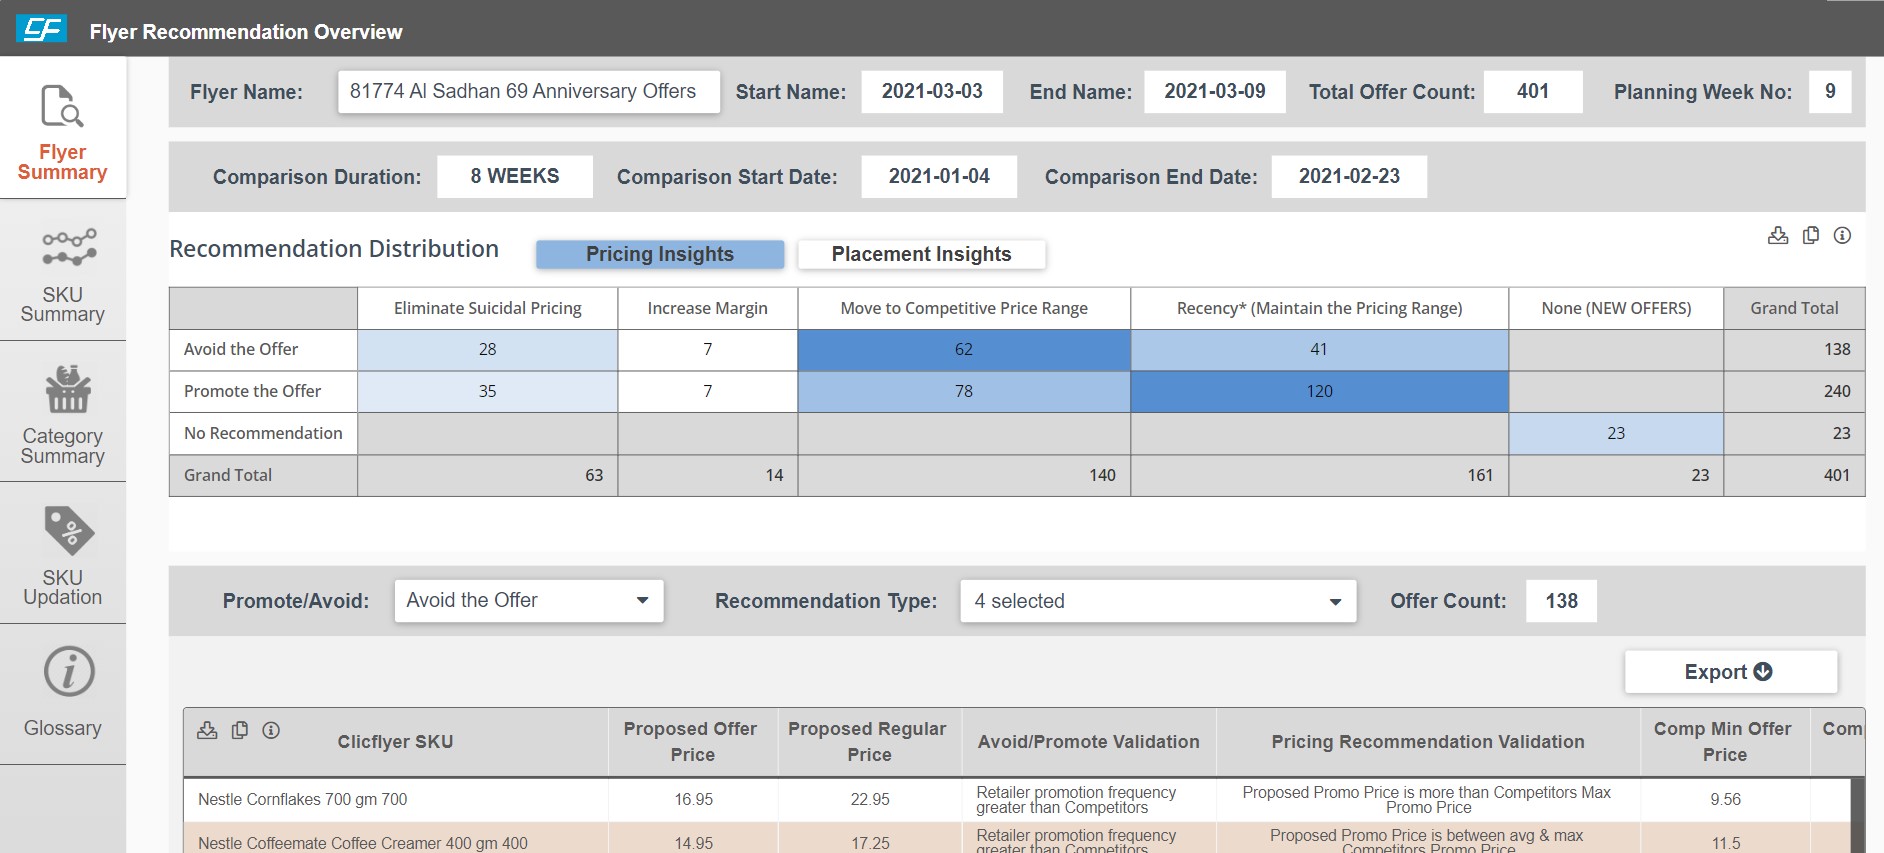 CF Flyer Recommendation Overview
Flyer Name: 81774 Al Sadhan 69 Anniversary Offers Start Name: 2021-03-03 End Name: 2021-03-09 Total Offer Count: 401 Planning Week No: 9
Comparison Duration: 8 WEEKS Comparison Start Date: 2021-01-04 Comparison End Date: 2021-02-23
Flyer
Summary
SKU
Summary
Category
Summary
SKU
Updation
Glossary
Recommendation Distribution Pricing Insights Placement Insights
Eliminate Suicidal Pricing Increase Margin Move to Competitive Price Range Recency* (Maintain the Pricing Range) None (NEW OFFERS) Grand Total
Avoid the Offer 28 7 62 41 138
Promote the Offer 35 7 78 120 240
No Recommendation 23 23
Grand Total 63 14 140 161 23 401
Promote/Avoid: Avoid the Offer Recommendation Type: 4 selected Offer Count: 138
Export
Clicflyer SKU Proposed Offer Price Proposed Regular Price Avoid/Promote Validation Pricing Recommendation Validation Comp Min Offer Price Com
Nestle Cornflakes 700 gm 700 16.95 22.95 Retailer promotion frequency greater than Competitors Proposed Promo Price is more than Competitors Max Promo Price 9.56
Nestle Coffeemate Coffee Creamer 400 gm 400 14.95 17.25 Retailer promotion frequency greater than Competitors Proposed Promo Price is between avg & max Competitors Promo Price 11.5